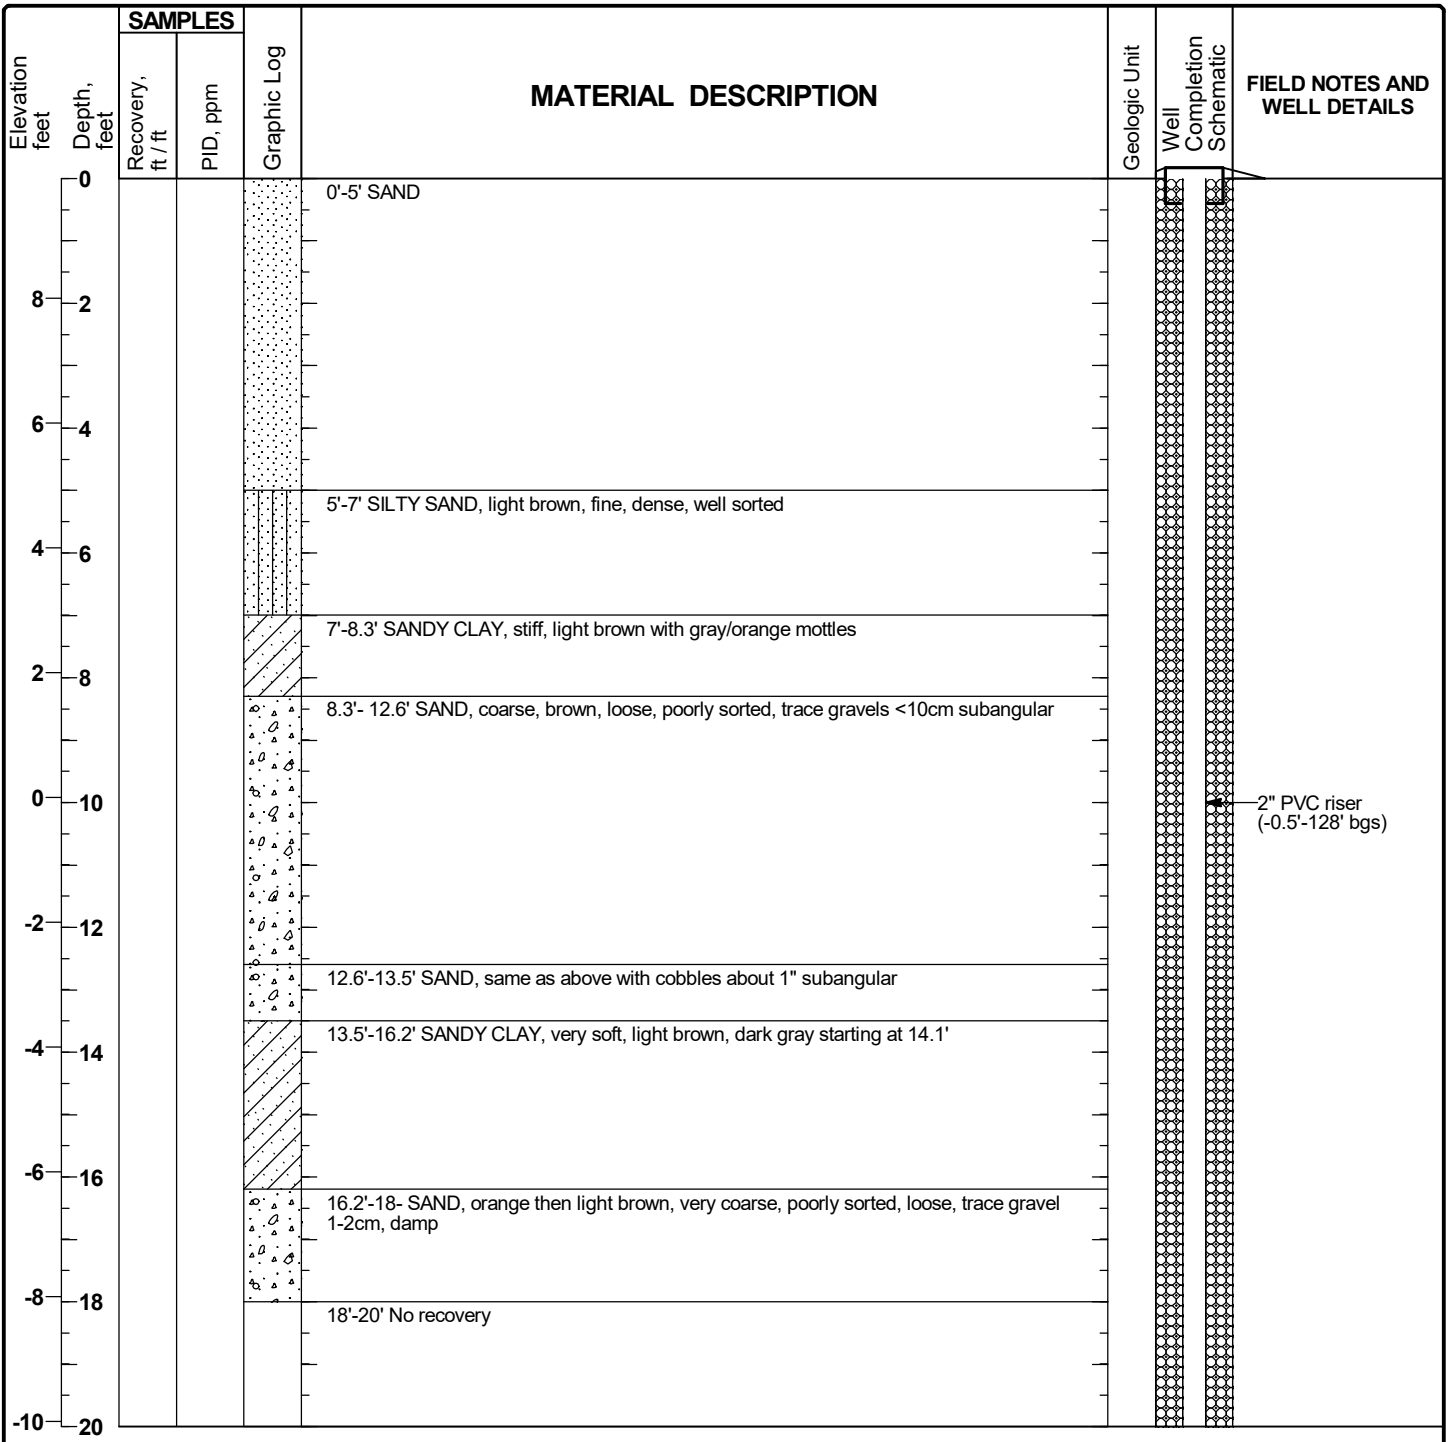 SAMPLES
Elevation
feet
Depth,
feet
Recovery,
ft / ft
PID, ppm
Graphic Log
MATERIAL DESCRIPTION
Geologic Unit
Well
Completion
Schematic
FIELD NOTES AND
WELL DETAILS
0
0'-5' SAND
8
2
6
4
5'-7' SILTY SAND, light brown, fine, dense, well sorted
4
6
7'-8.3' SANDY CLAY, stiff, light brown with gray/orange mottles
2
8
8.3'- 12.6' SAND, coarse, brown, loose, poorly sorted, trace gravels <10cm subangular
0
10
2" PVC riser
(-0.5'-128' bgs)
-2
12
12.6'-13.5' SAND, same as above with cobbles about 1" subangular
13.5'-16.2' SANDY CLAY, very soft, light brown, dark gray starting at 14.1'
-4
14
-6
16
16.2'-18- SAND, orange then light brown, very coarse, poorly sorted, loose, trace gravel
1-2cm, damp
-8
18
18'-20' No recovery
-10
20